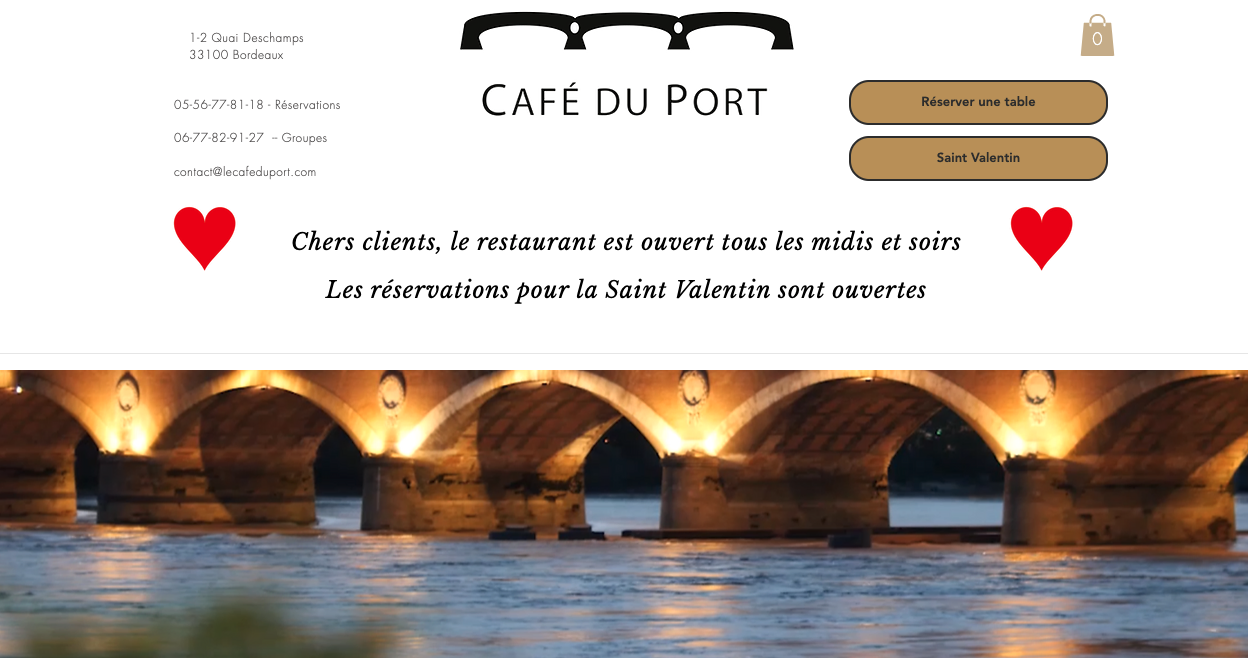 1-2 Quai Deschamps
33100 Bordeaux
05-56-77-81-18 - Réservations
06-77-82-91-27 – Groupes
contact@lecafeduport.com
CAFÉ DU PORT
0
Réserver une table
Saint Valentin
Chers clients, le restaurant est ouvert tous les midis et soirs
Les réservations pour la Saint Valentin sont ouvertes